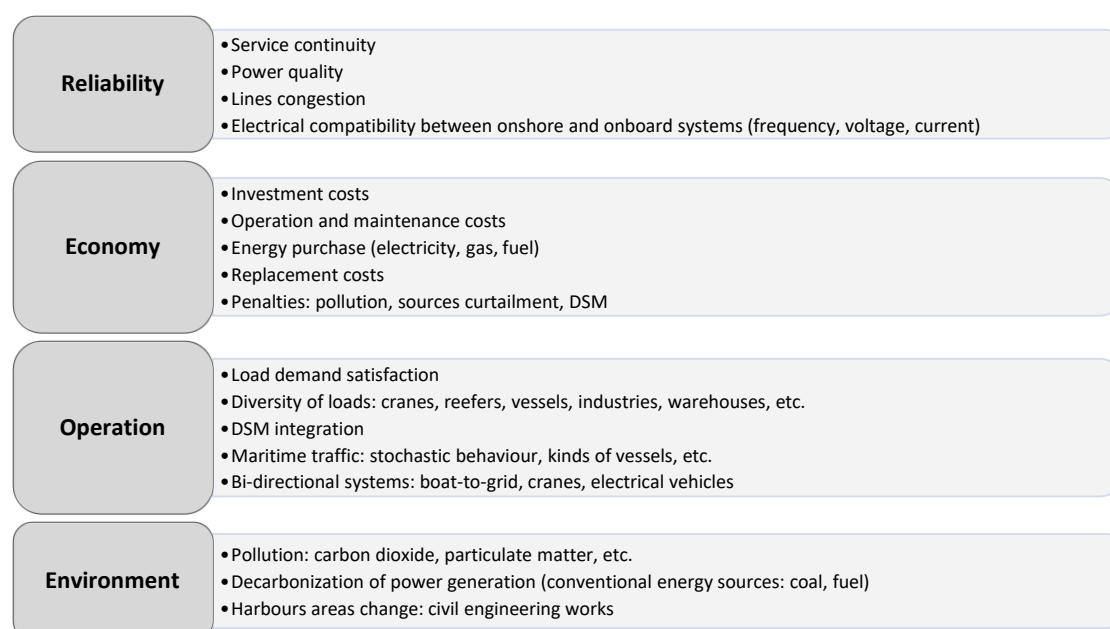 Reliability
•Service continuity
•Power quality
•Lines congestion
•Electrical compatibility between onshore and onboard systems (frequency, voltage, current)
Economy
•Investment costs
•Operation and maintenance costs
•Energy purchase (electricity, gas, fuel)
•Replacement costs
•Penalties: pollution, sources curtailment, DSM
Operation
•Load demand satisfaction
•Diversity of loads: cranes, reefers, vessels, industries, warehouses, etc.
•DSM integration
•Maritime traffic: stochastic behaviour, kinds of vessels, etc.
•Bi-directional systems: boat-to-grid, cranes, electrical vehicles
Environment
•Pollution: carbon dioxide, particulate matter, etc.
•Decarbonization of power generation (conventional energy sources: coal, fuel)
•Harbours areas change: civil engineering works